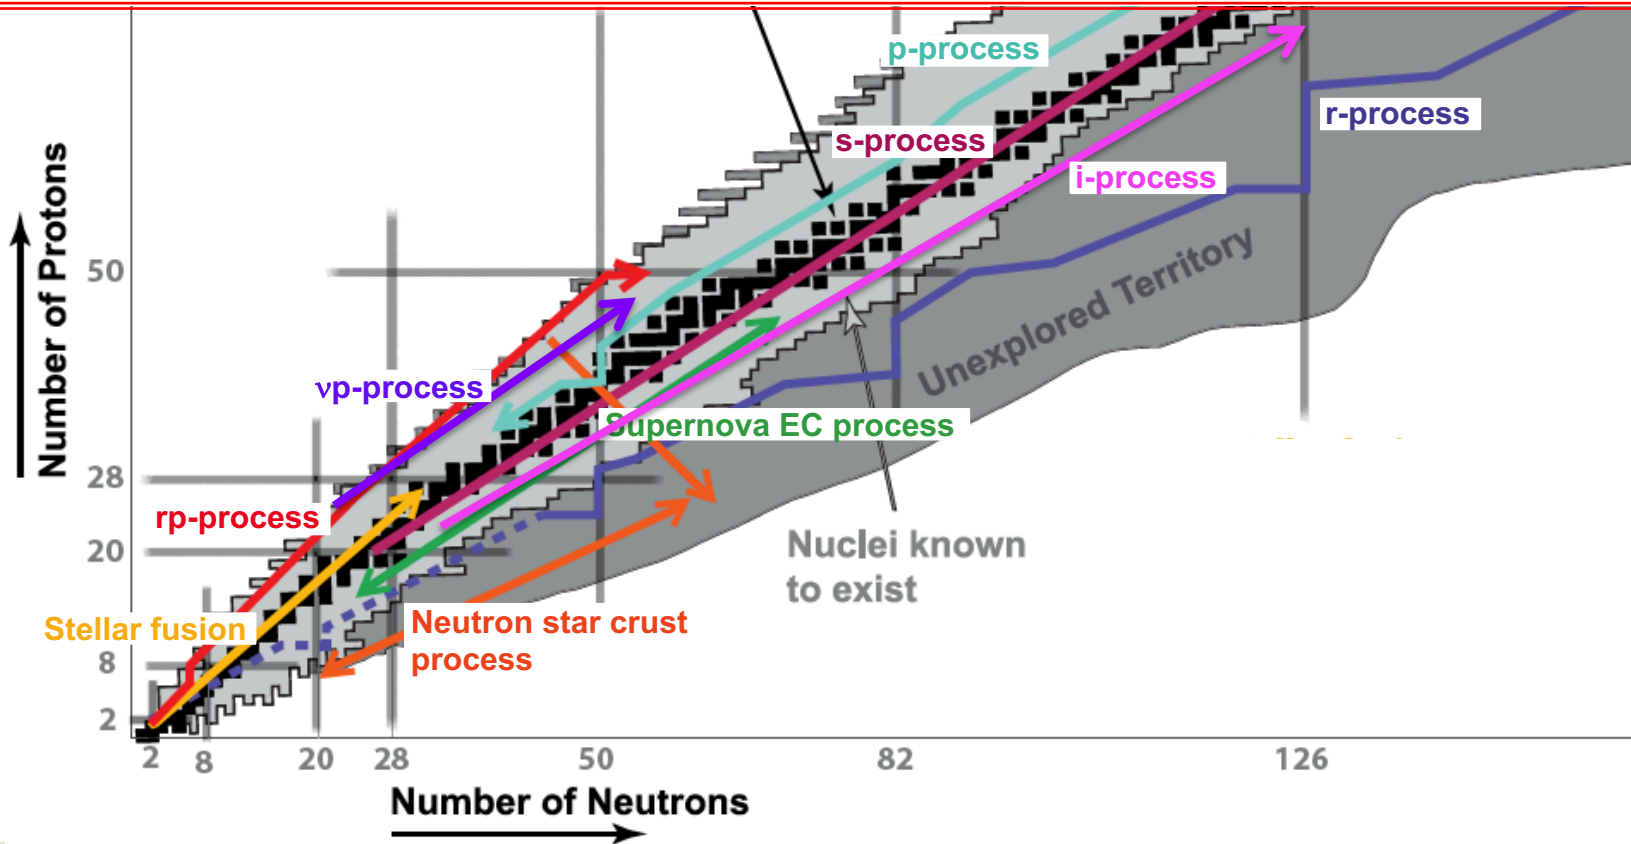 p-process
r-process
s-process
i-process
Number of Protons
50
Unexplored Territory
νp-process
Supernova EC process
28
rp-process
20
Nuclei known
to exist
Stellar fusion
Neutron star crust
process
8
2
2
8
20
28
50
82
126
Number of Neutrons